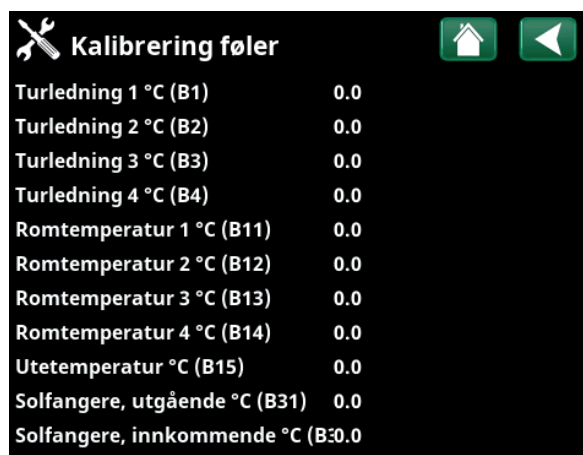 Kalibrering føler
Turledning 1 °C (B1) 0.0
Turledning 2 °C (B2) 0.0
Turledning 3 °C (B3) 0.0
Turledning 4 °C (B4) 0.0
Romtemperatur 1 °C (B11) 0.0
Romtemperatur 2 °C (B12) 0.0
Romtemperatur 3 °C (B13) 0.0
Romtemperatur 4 °C (B14) 0.0
Utetemperatur °C (B15) 0.0
Solfangere, utgående °C (B31) 0.0
Solfangere, innkommende °C 0.0